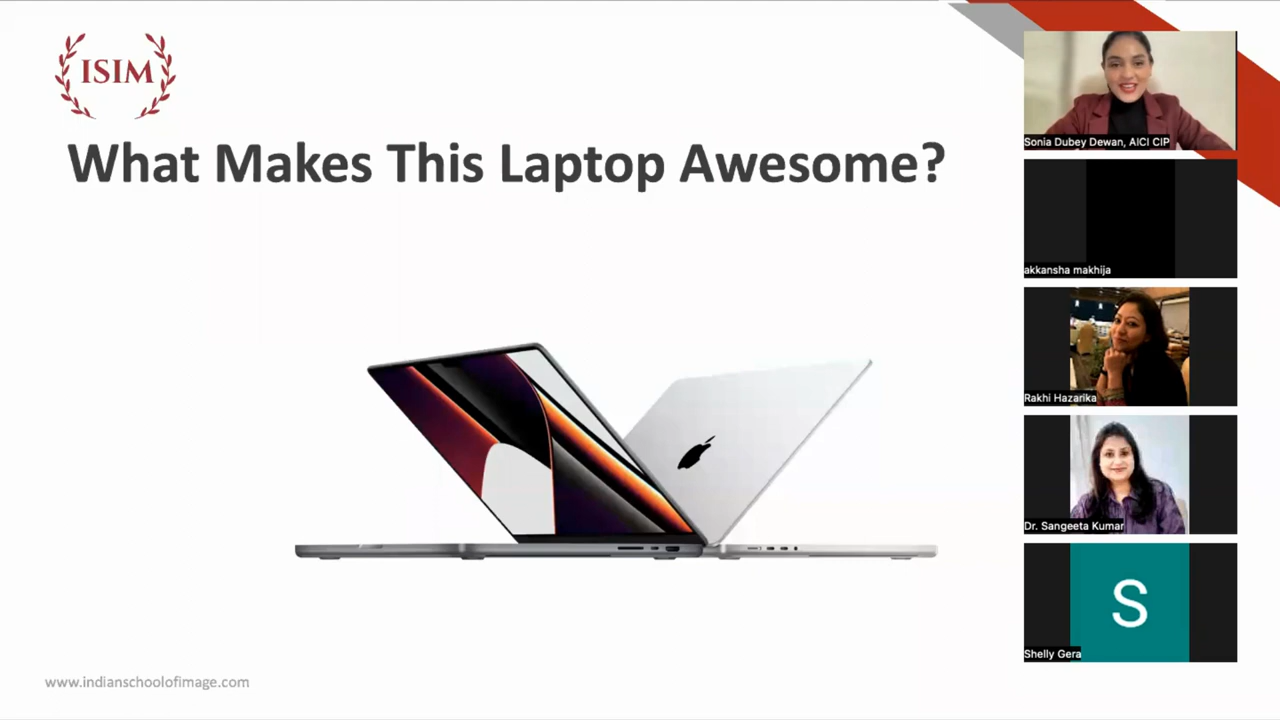 ISIM
What Makes This Laptop Awesome?
Sonia Dubey Dewan, AICI CIP
akkansha makhija
Rakhi Hazarika
Dr. Sangeeta Kumar
S
Shelly Gera
www.indianschoolofimage.com